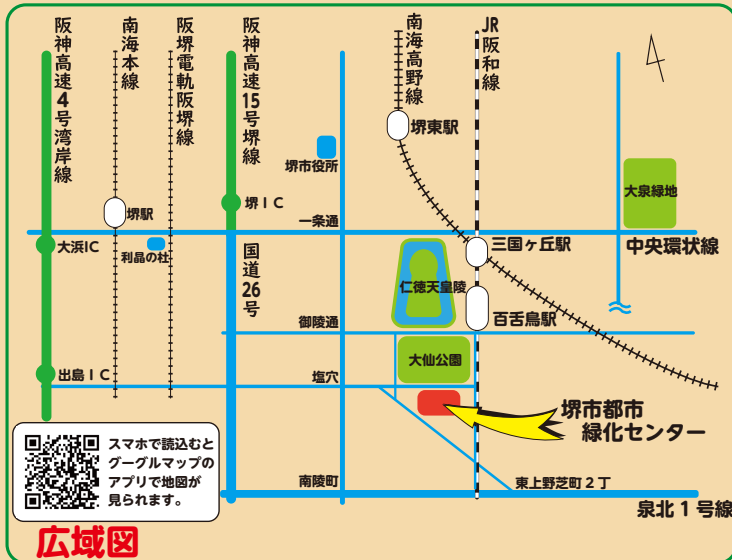 阪神高速4号湾岸線
南海本線
阪堺電軌阪堺線
阪神高速15号堺線
南海高野線
JR阪和線
堺東駅
堺市役所
大泉緑地
堺IC
堺駅
一条通
大浜IC
利晶の杜
国道26号
三国ヶ丘駅
中央環状線
仁徳天皇陵
百舌鳥駅
御陵通
大仙公園
出島IC
塩穴
堺市都市
緑化センター
スマホで読込むと
グーグルマップの
アプリで地図が
見られます。
南陵町
東上野芝町2丁
泉北1号線
広域図